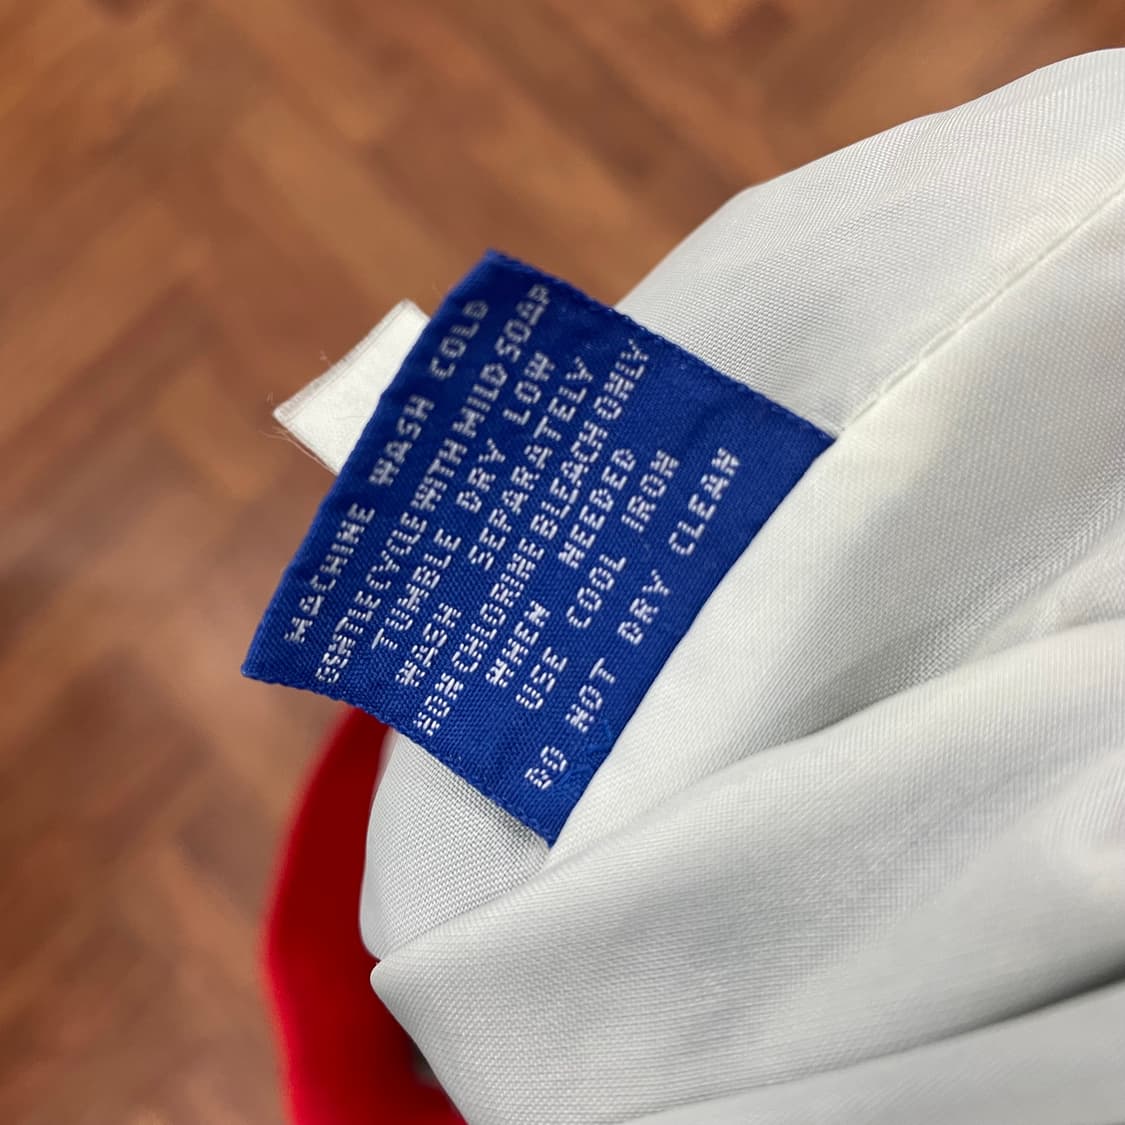 MACHINE WASH COLD
GENTLE CYCLE WITH MILD SOAP
TUMBLE DRY LOW
WASH SEPARATELY
NON CHLORINE BLEACH ONLY
WHEN NEEDED
USE COOL IRON
DO NOT DRY CLEAN